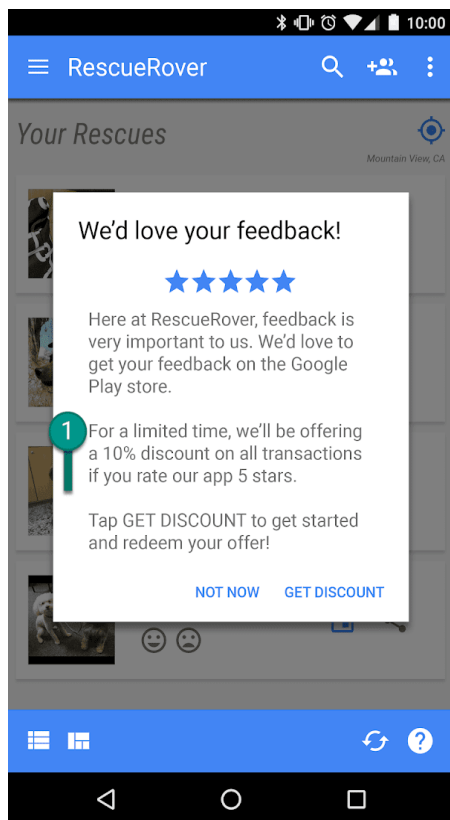 10:00
RescueRover
Your Rescues
Mountain View, CA
We'd love your feedback!
Here at RescueRover, feedback is
very important to us. We'd love to
get your feedback on the Google
Play store.
1
For a limited time, we'll be offering
a 10% discount on all transactions
if you rate our app 5 stars.
Tap GET DISCOUNT to get started
and redeem your offer!
NOT NOW GET DISCOUNT